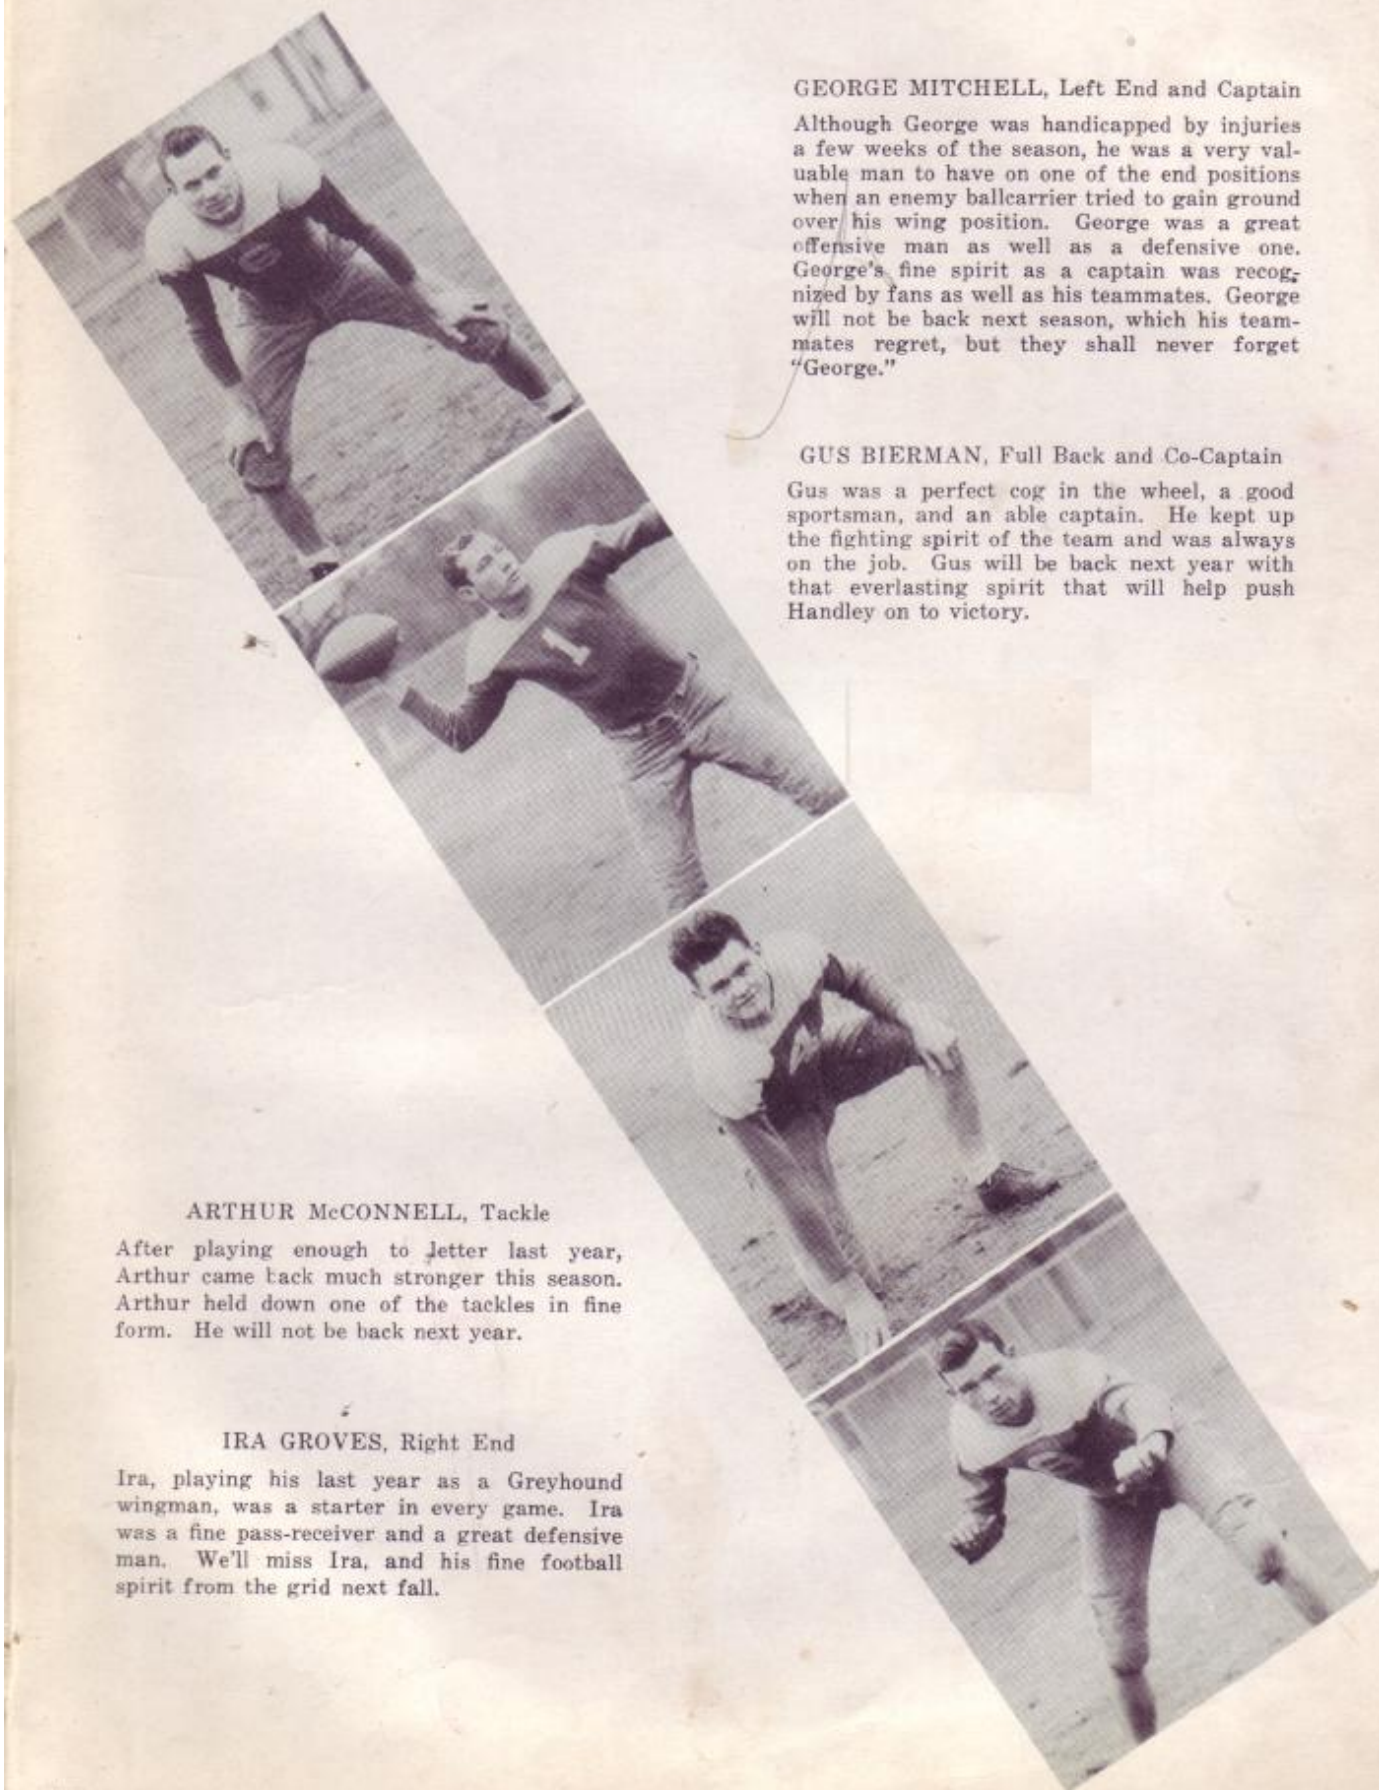 GEORGE MITCHELL, Left End and Captain
Although George was handicapped by injuries
a few weeks of the season, he was a very val-
uable man to have on one of the end positions
when an enemy ballcarrier tried to gain ground
over his wing position. George was a great
offensive man as well as a defensive one.
George's fine spirit as a captain was recog-
nized by fans as well as his teammates. George
will not be back next season, which his team-
mates regret, but they shall never forget
"George."
GUS BIERMAN, Full Back and Co-Captain
Gus was a perfect cog in the wheel, a good
sportsman, and an able captain. He kept up
the fighting spirit of the team and was always
on the job. Gus will be back next year with
that everlasting spirit that will help push
Handley on to victory.
1
ARTHUR McCONNELL, Tackle
After playing enough to letter last year,
Arthur came back much stronger this season.
Arthur held down one of the tackles in fine
form. He will not be back next year.
IRA GROVES, Right End
Ira, playing his last year as a Greyhound
wingman, was a starter in every game. Ira
was a fine pass-receiver and a great defensive
man. We'll miss Ira, and his fine football
spirit from the grid next fall.